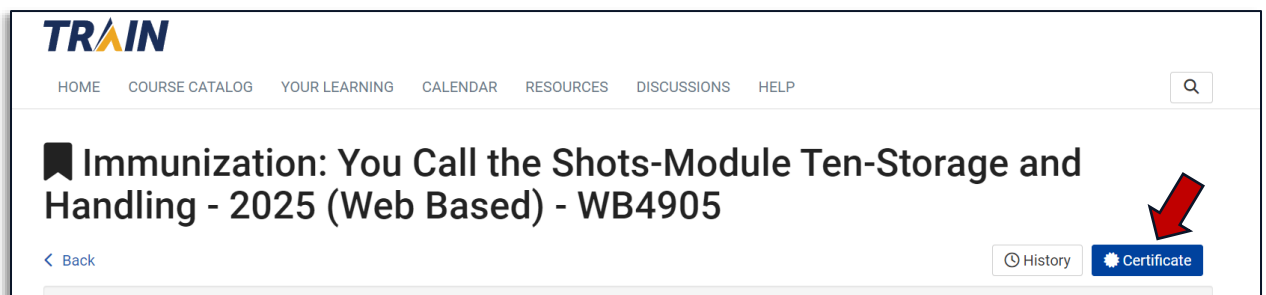 TRAIN
HOME COURSE CATALOG YOUR LEARNING CALENDAR RESOURCES DISCUSSIONS HELP
Immunization: You Call the Shots-Module Ten-Storage and
Handling - 2025 (Web Based) - WB4905
Back History Certificate